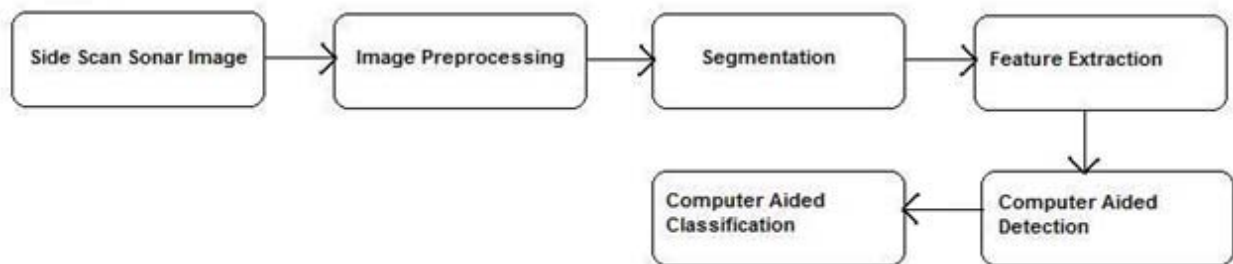 Side Scan Sonar Image
Image Preprocessing
Segmentation
Feature Extraction
Computer Aided
Detection
Computer Aided
Classification